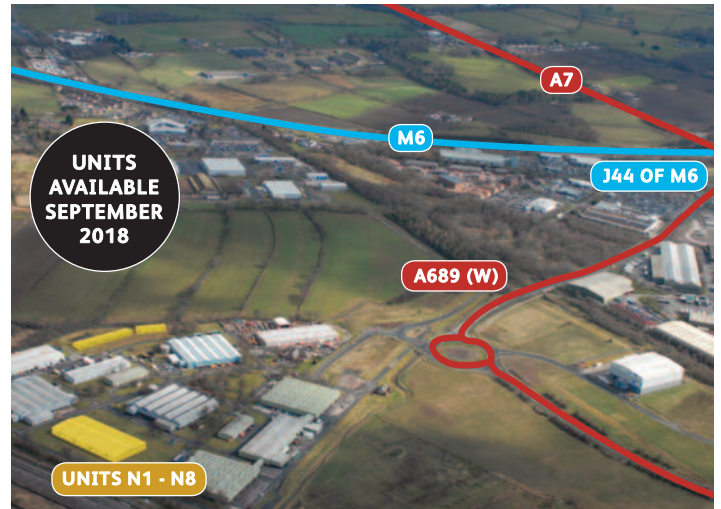 A7
M6
J44 OF M6
UNITS
AVAILABLE
SEPTEMBER
2018
A689 (W)
UNITS N1 - N8